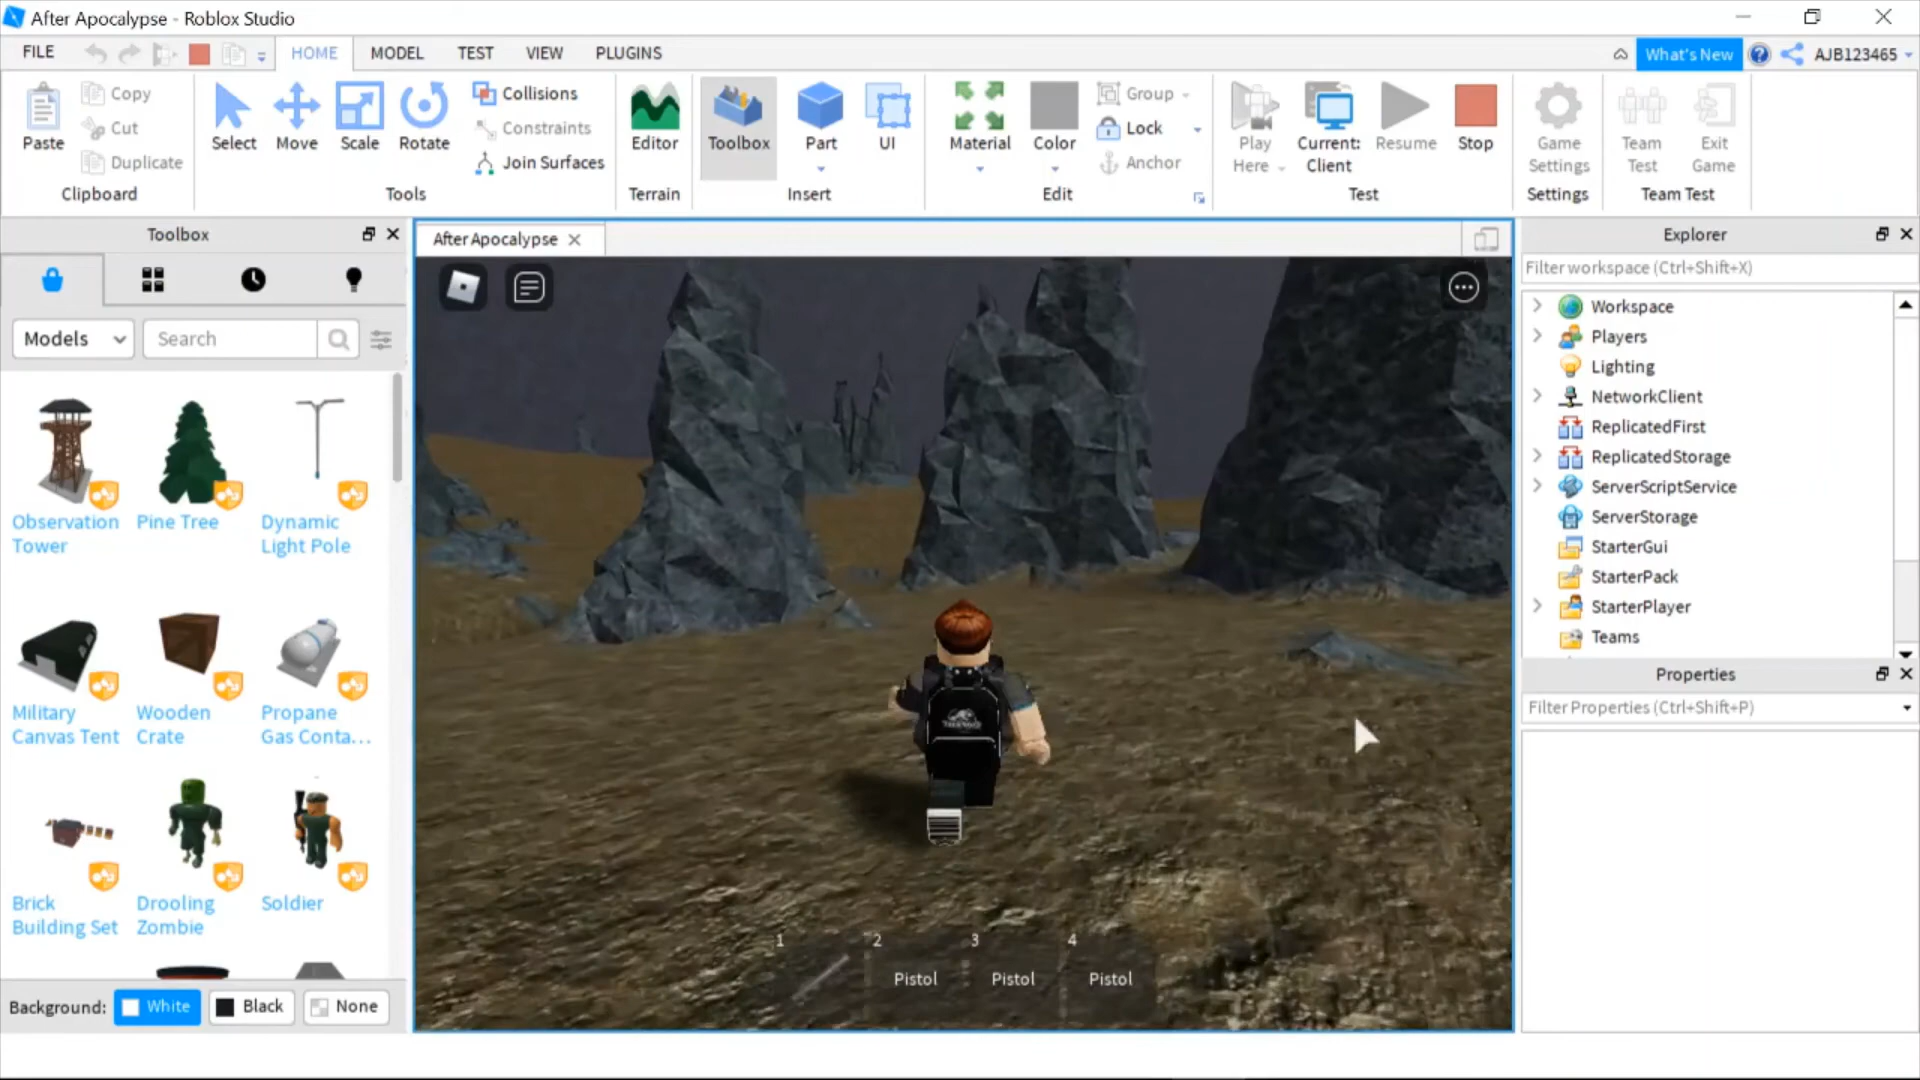 After Apocalypse - Roblox Studio
FILE
HOME
MODEL
TEST
VIEW
PLUGINS
What's New
AJB123465
Paste
Copy
Cut
Duplicate
Clipboard
Select
Move
Scale
Rotate
Collisions
Constraints
Join Surfaces
Tools
Editor
Terrain
Toolbox
Part
UI
Insert
Material
Color
Group
Lock
Anchor
Edit
Play
Here
Current:
Client
Resume
Stop
Test
Game
Settings
Settings
Team
Test
Exit
Game
Team Test
Toolbox
Models
Search
Observation
Tower
Pine Tree
Dynamic
Light Pole
Military
Canvas Tent
Wooden
Crate
Propane
Gas Conta...
Brick
Building Set
Drooling
Zombie
Soldier
Background:
White
Black
None
After Apocalypse
1
2
3
4
Pistol
Pistol
Pistol
Explorer
Filter workspace (Ctrl+Shift+X)
Workspace
Players
Lighting
NetworkClient
ReplicatedFirst
ReplicatedStorage
ServerScriptService
ServerStorage
StarterGui
StarterPack
StarterPlayer
Teams
Properties
Filter Properties (Ctrl+Shift+P)